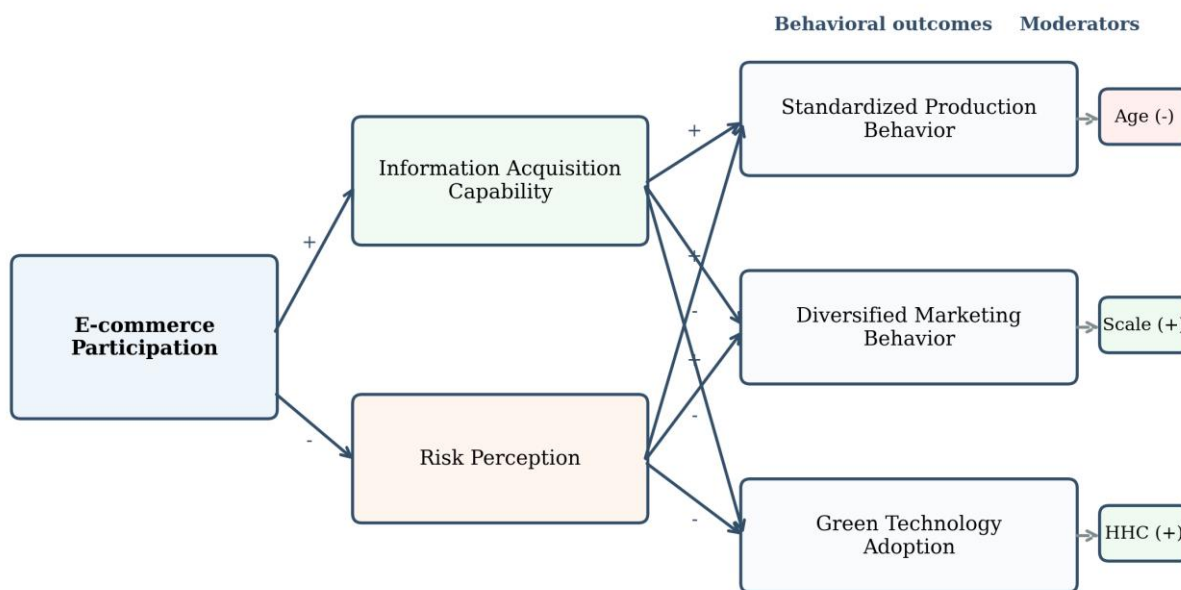 Behavioral outcomes Moderators
Standardized Production
Behavior
Age (-)
+
Information Acquisition
Capability
+
+
E-commerce
Participation
-
Diversified Marketing
Behavior
Scale (+)
+
-
Risk Perception
-
-
Green Technology
Adoption
HHC (+)